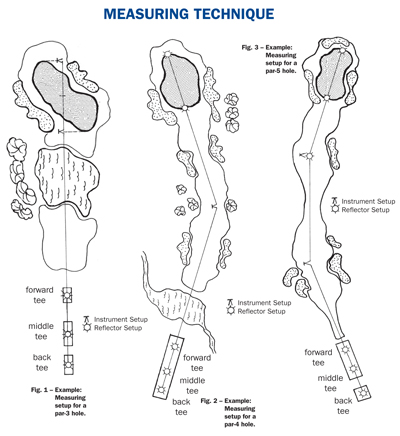 MEASURING TECHNIQUE
Fig. 3 – Example:
Measuring
setup for a
par-5 hole.
Instrument Setup
Reflector Setup
forward
tee
middle
tee
back
tee
Instrument Setup
Reflector Setup
Fig. 1 – Example:
Measuring
setup for a
par-3 hole.
Instrument Setup
Reflector Setup
forward
tee
middle
tee
back
tee
Fig. 2 – Example:
Measuring
setup for a
par-4 hole.
forward
tee
middle
tee
back
tee